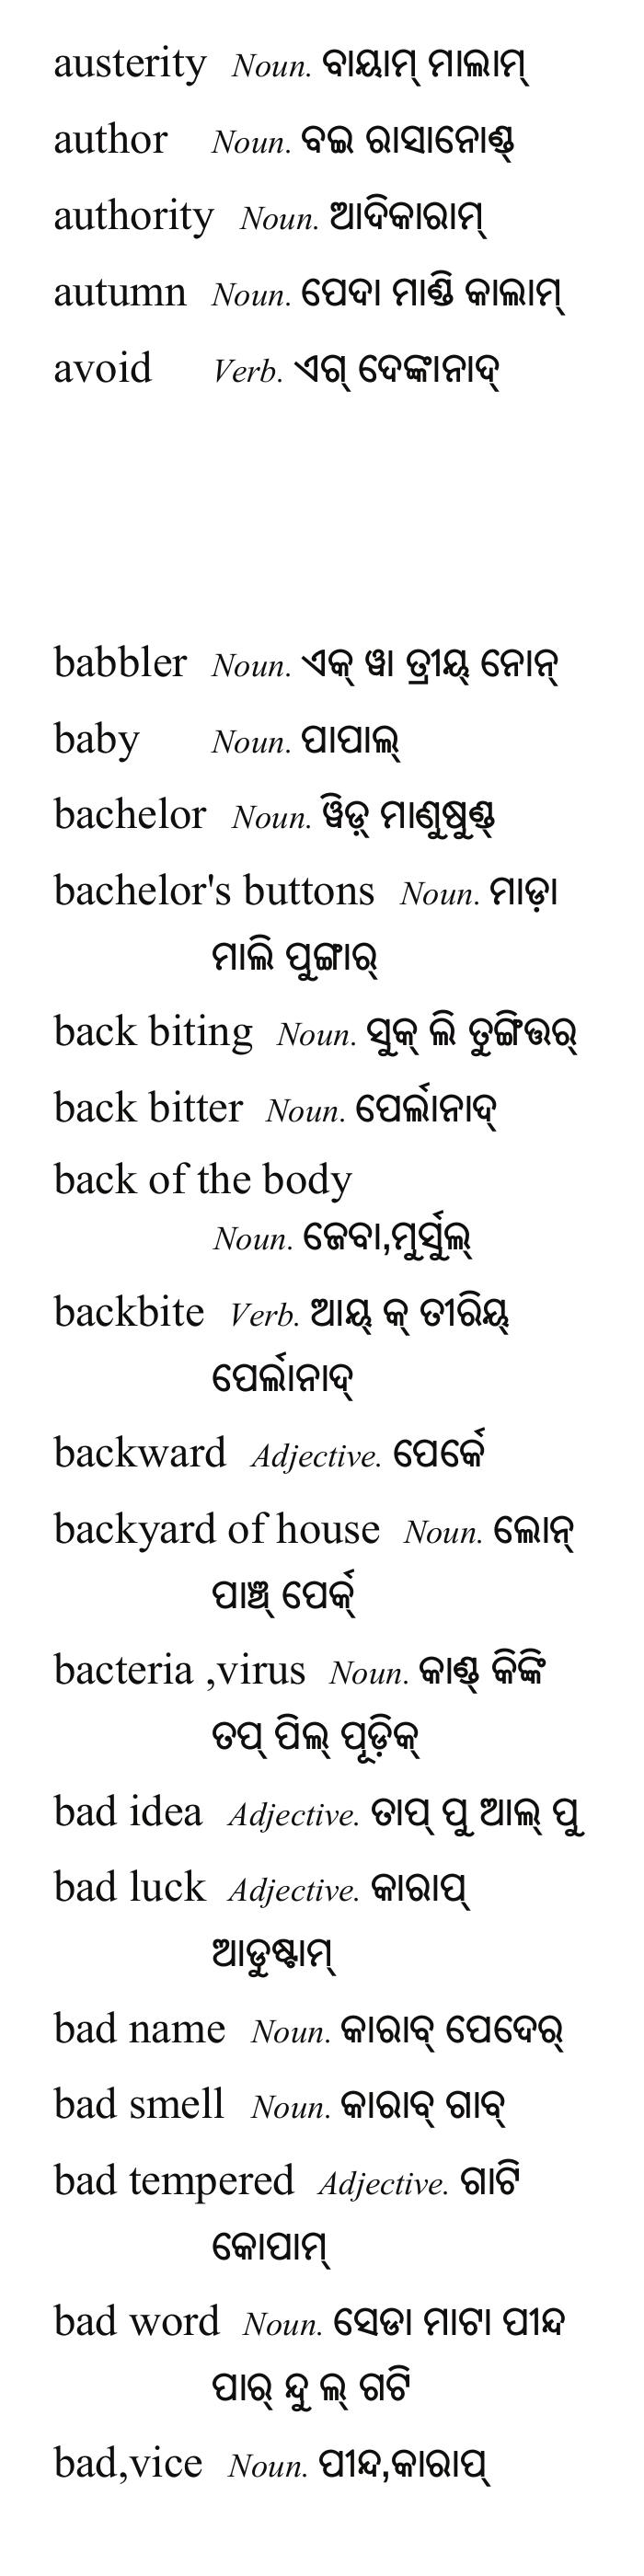 austerity Noun. ବାୟାମ୍ ମାଲାମ୍
author Noun. ବଇ ରାସାନୋଣ୍ଡ୍
authority Noun. ଆଦିକାରାମ୍
autumn Noun. ପେଦା ମାଣ୍ଡି କାଲାମ୍
avoid Verb. ଏଗ୍ ଦେଙ୍କାନାଦ୍
babbler Noun. ଏକ୍ ୱା ତ୍ରୀୟ୍ ନୋନ୍
baby Noun. ପାପାଲ୍
bachelor Noun. ୱିଡ଼୍ ମାଣୁଷୁଣ୍ଡ୍
bachelor's buttons Noun. ମାଡ଼ା
ମାଲି ପୁଙ୍ଗାର୍
back biting Noun. ସୁକ୍ ଲି ତୁଙ୍ଗିଉର୍
back bitter Noun. ପେର୍ଲାନାଦ୍
back of the body
Noun. ଜେବା,ମୁର୍ସୁଲ୍
backbite Verb. ଆୟ୍ କ୍ ତୀରିୟ୍
ପେର୍ଲାନାଦ୍
backward Adjective. ପେର୍କେ
backyard of house Noun. ଲୋନ୍
ପାଞ୍ଚ୍ ପେର୍କ୍
bacteria ,virus Noun. କାଣ୍ଡ୍ କିଙ୍କି
ତପ୍ ପିଲ୍ ପୂଡ଼ିକ୍
bad idea Adjective. ତାପ୍ ପୁ ଆଲ୍ ପୁ
bad luck Adjective. କାରାପ୍
ଆଡୁଷ୍ଟାମ୍
bad name Noun. କାରାବ୍ ପେଦେର୍
bad smell Noun. କାରାବ୍ ଗାବ୍
bad tempered Adjective. ଗାଟି
କୋପାମ୍
bad word Noun. ସେଡା ମାଟା ପୀନ୍ଦ
ପାର୍ ନ୍ଦୁ ଲ୍ ଗଟି
bad,vice Noun. ପୀନ୍ଦ,କାରାପ୍